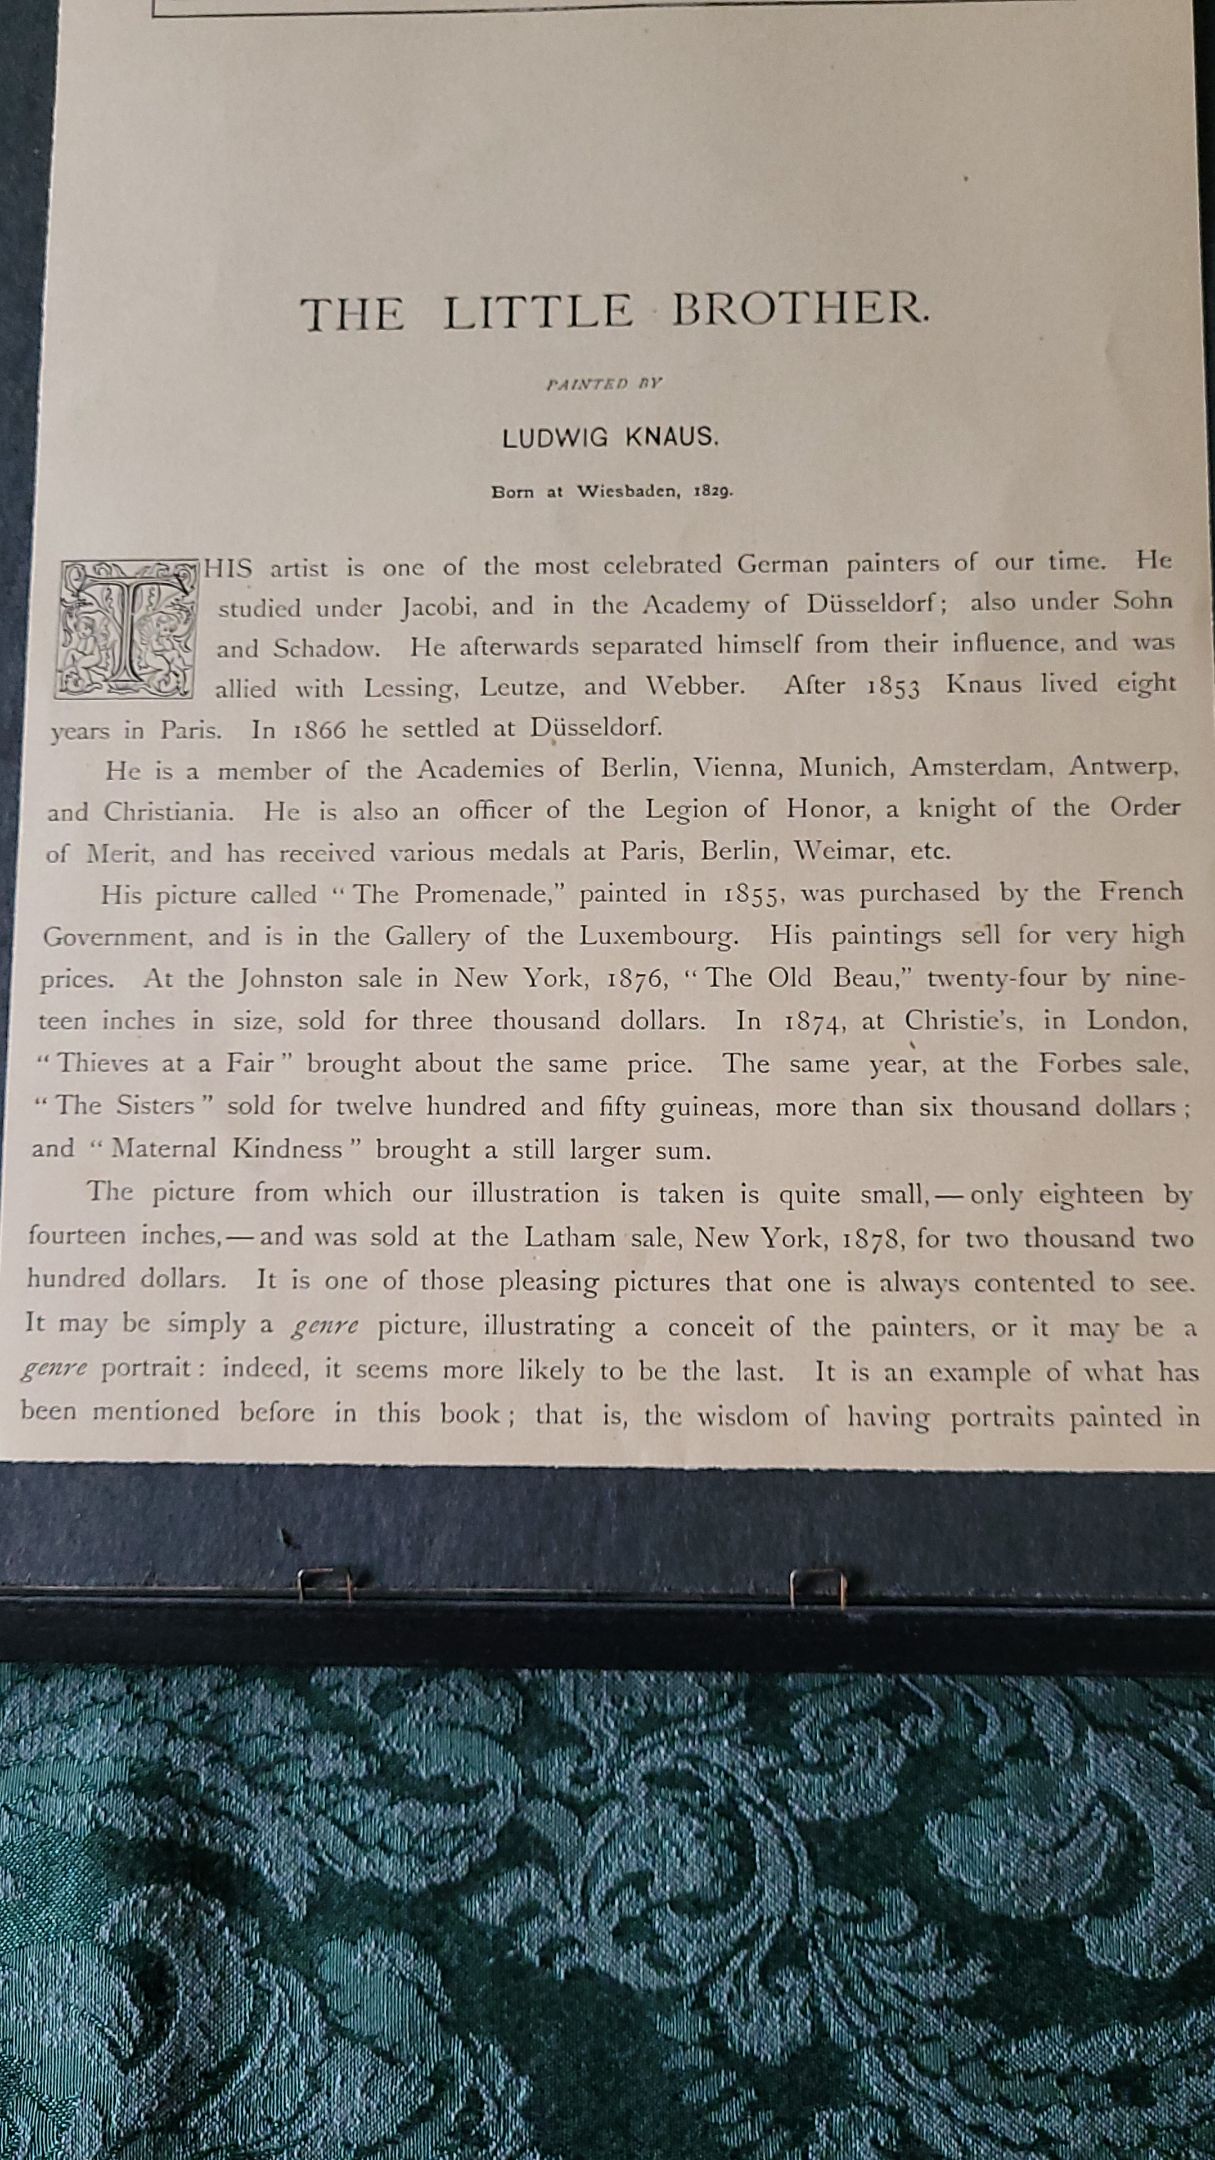 THE LITTLE BROTHER.
PAINTED BY
LUDWIG KNAUS.
Born at Wiesbaden, 1829.
THIS artist is one of the most celebrated German painters of our time. He
studied under Jacobi, and in the Academy of Düsseldorf; also under Sohn
and Schadow. He afterwards separated himself from their influence, and was
allied with Lessing, Leutze, and Webber. After 1853 Knaus lived eight
years in Paris. In 1866 he settled at Düsseldorf.
He is a member of the Academies of Berlin, Vienna, Munich, Amsterdam, Antwerp,
and Christiania. He is also an officer of the Legion of Honor, a knight of the Order
of Merit, and has received various medals at Paris, Berlin, Weimar, etc.
His picture called “The Promenade,” painted in 1855, was purchased by the French
Government, and is in the Gallery of the Luxembourg. His paintings sell for very high
prices. At the Johnston sale in New York, 1876, “The Old Beau,” twenty-four by nine-
teen inches in size, sold for three thousand dollars. In 1874, at Christie's, in London,
“Thieves at a Fair” brought about the same price. The same year, at the Forbes sale,
“The Sisters” sold for twelve hundred and fifty guineas, more than six thousand dollars;
and “Maternal Kindness” brought a still larger sum.
The picture from which our illustration is taken is quite small,—only eighteen by
fourteen inches,—and was sold at the Latham sale, New York, 1878, for two thousand two
hundred dollars. It is one of those pleasing pictures that one is always contented to see.
It may be simply a genre picture, illustrating a conceit of the painters, or it may be a
genre portrait: indeed, it seems more likely to be the last. It is an example of what has
been mentioned before in this book; that is, the wisdom of having portraits painted in